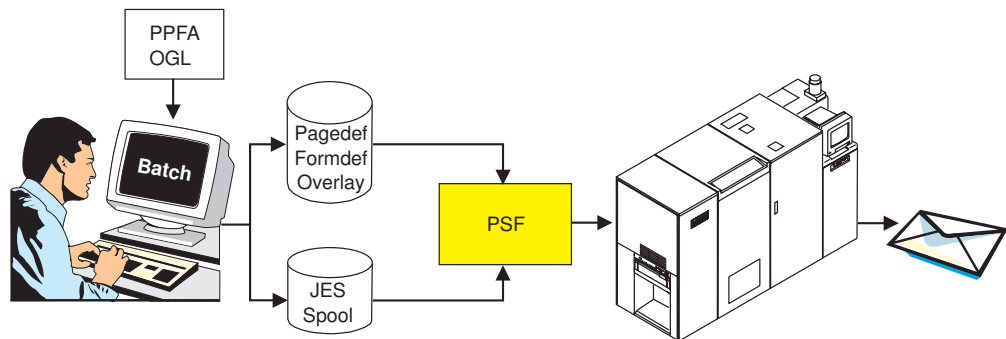 PPFA
OGL
Batch
Pagedef
Formdef
Overlay
PSF
JES
Spool